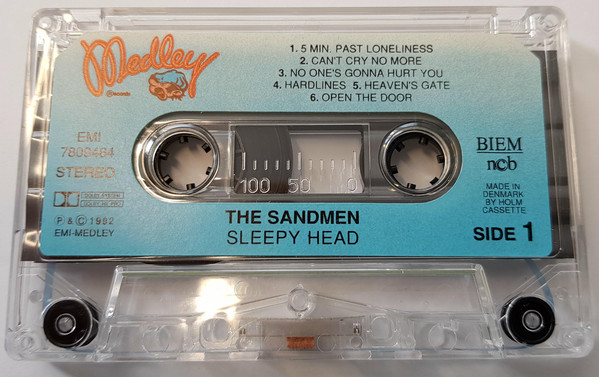 Medley
Records
1. 5 MIN. PAST LONELINESS
2. CAN'T CRY NO MORE
3. NO ONE'S GONNA HURT YOU
4. HARDLINES 5. HEAVEN'S GATE
6. OPEN THE DOOR
EMI
7809484
STEREO
P. & © 1992
EMI-MEDLEY
100 50 0
BIEM
ncb
MADE IN
DENMARK
BY HOLM
CASSETTE
THE SANDMEN
SLEEPY HEAD
SIDE 1